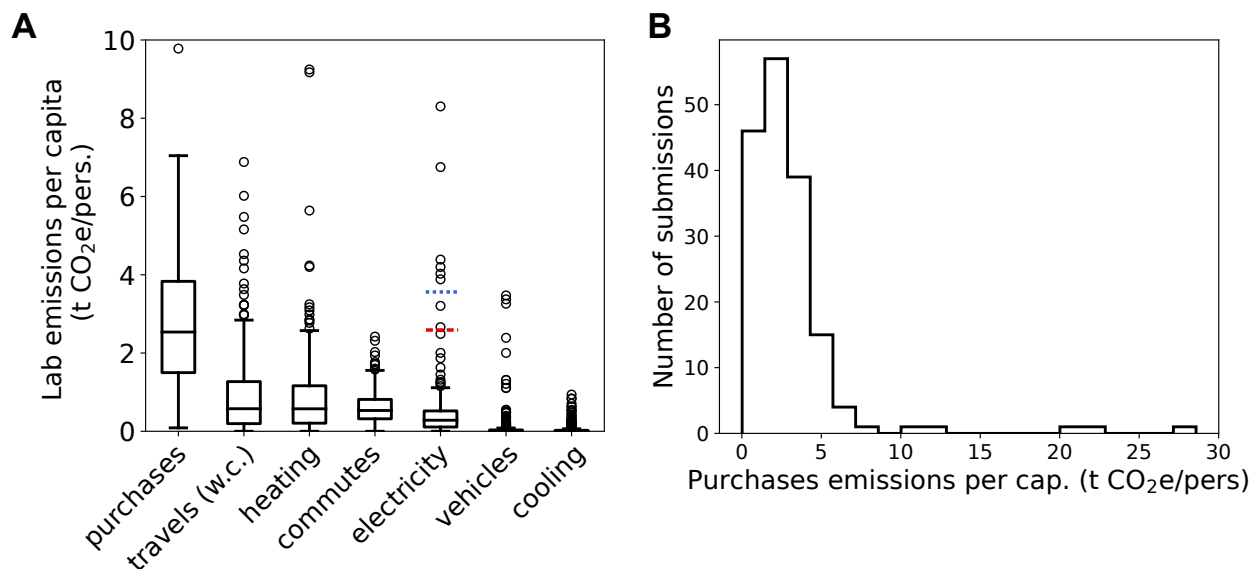 A
Lab emissions per capita
(t CO₂e/pers.)
10
8
6
4
2
0
purchases
travels (w.c.)
heating
commutes
electricity
vehicles
cooling
B
Number of submissions
50
40
30
20
10
0
0
5
10
15
20
25
30
Purchases emissions per cap. (t CO₂e/pers)